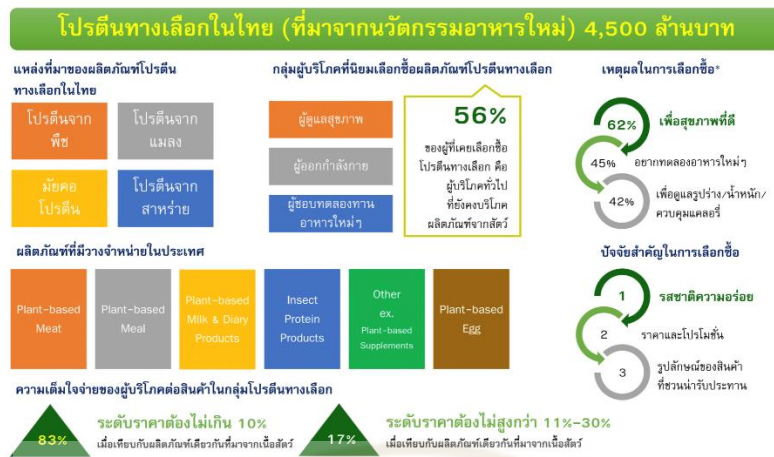 โปรตีนทางเลือกในไทย (ที่มาจากนวัตกรรมอาหารใหม่) 4,500 ล้านบาท
แหล่งที่มาของผลิตภัณฑ์โปรตีน
ทางเลือกในไทย
โปรตีนจาก
พืช
โปรตีนจาก
แมลง
มัยคอ
โปรตีน
โปรตีนจาก
สาหร่าย
กลุ่มผู้บริโภคที่นิยมเลือกซื้อผลิตภัณฑ์โปรตีนทางเลือก
ผู้ดูแลสุขภาพ
ผู้ออกกำลังกาย
ผู้ชอบทดลองทาน
อาหารใหม่ๆ
56%
ของผู้ที่เคยเลือกซื้อ
โปรตีนทางเลือก คือ
ผู้บริโภคทั่วไป
ที่ยังคงบริโภค
ผลิตภัณฑ์จากสัตว์
เหตุผลในการเลือกซื้อ*
62% เพื่อสุขภาพที่ดี
45% อยากทดลองอาหารใหม่ๆ
42% เพื่อดูแลรูปร่าง/น้ำหนัก/
ควบคุมแคลอรี่
ผลิตภัณฑ์ที่มีวางจำหน่ายในประเทศ
Plant-based
Meat
Plant-based
Meal
Plant-based
Milk & Diary
Products
Insect
Protein
Products
Other
ex.
Plant-based
Supplements
Plant-based
Egg
ปัจจัยสำคัญในการเลือกซื้อ
1 รสชาติความอร่อย
2 ราคาและโปรโมชั่น
3 รูปลักษณ์ของสินค้า
ที่ชวนน่ารับประทาน
ความเต็มใจจ่ายของผู้บริโภคต่อสินค้าในกลุ่มโปรตีนทางเลือก
83%
ระดับราคาต้องไม่เกิน 10%
เมื่อเทียบกับผลิตภัณฑ์เดียวกันที่มาจากเนื้อสัตว์
17%
ระดับราคาต้องไม่สูงกว่า 11%-30%
เมื่อเทียบกับผลิตภัณฑ์เดียวกันที่มาจากเนื้อสัตว์